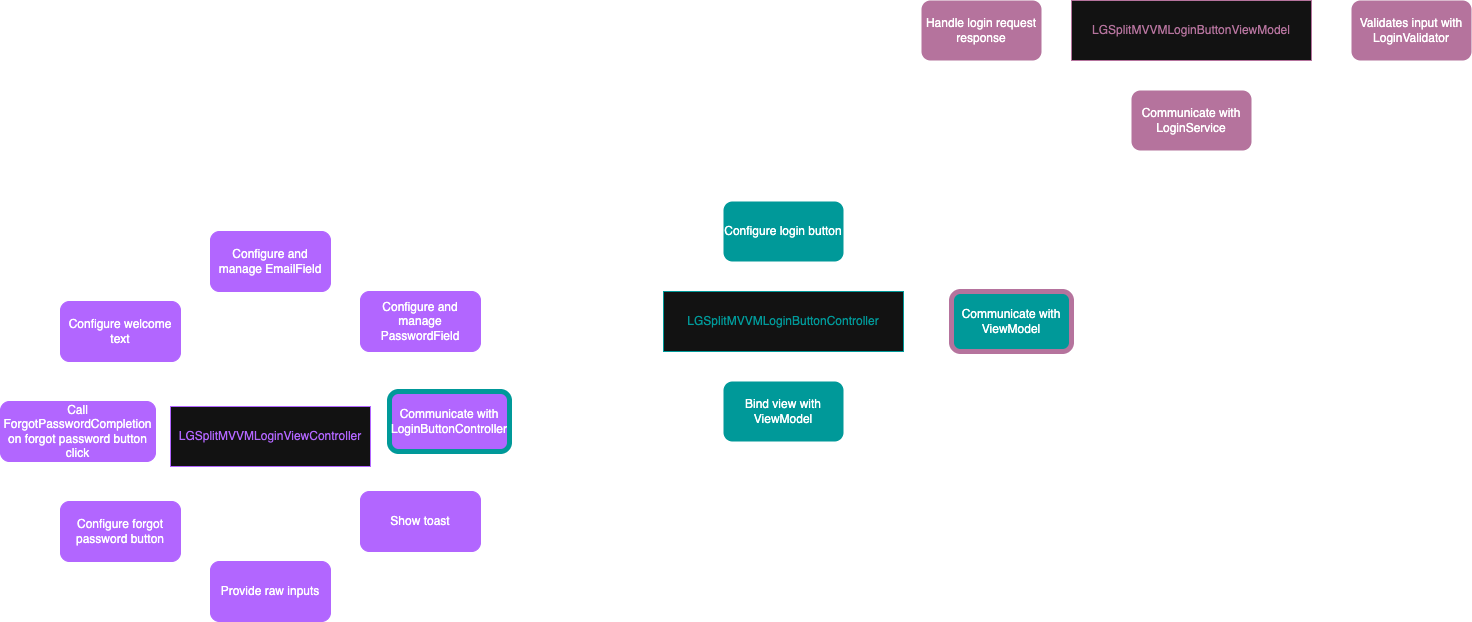 Handle login request
response
LGSplitMVVMLoginButtonViewModel
Validates input with
LoginValidator
Communicate with
LoginService
Configure login button
LGSplitMVVMLoginButtonController
Communicate with
ViewModel
Bind view with
ViewModel
Configure and
manage EmailField
Configure welcome
text
Configure and
manage
PasswordField
Call
ForgotPasswordCompletion
on forgot password button
click
LGSplitMVVMLoginViewController
Communicate with
LoginButtonController
Configure forgot
password button
Show toast
Provide raw inputs